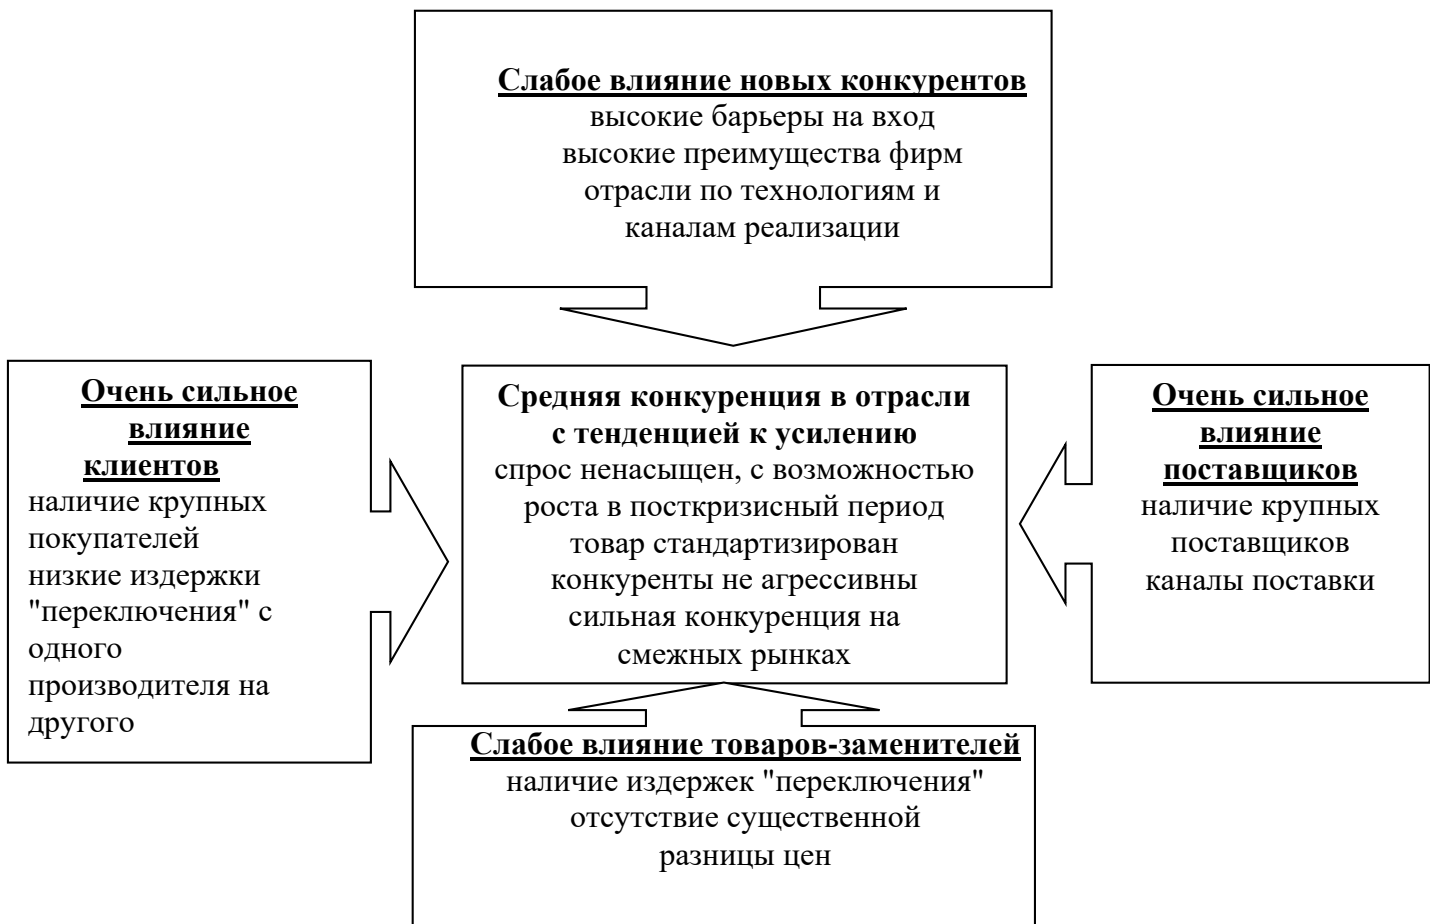 Слабое влияние новых конкурентов
высокие барьеры на вход
высокие преимущества фирм
отрасли по технологиям и
каналам реализации
Очень сильное
влияние
клиентов
наличие крупных
покупателей
низкие издержки
"переключения" с
одного
производителя на
другого
Средняя конкуренция в отрасли
с тенденцией к усилению
спрос ненасыщен, с возможностью
роста в посткризисный период
товар стандартизирован
конкуренты не агрессивны
сильная конкуренция на
смежных рынках
Очень сильное
влияние
поставщиков
наличие крупных
поставщиков
каналы поставки
Слабое влияние товаров-заменителей
наличие издержек "переключения"
отсутствие существенной
разницы цен